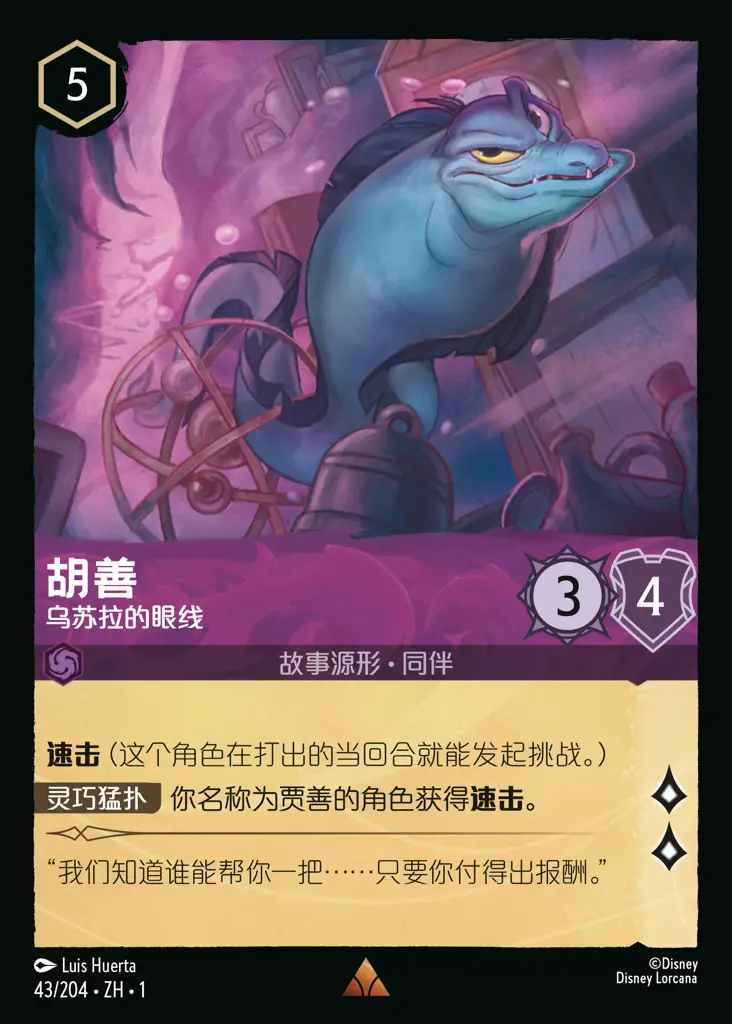 5
胡善
乌苏拉的眼线
3
4
故事源形 • 同伴
速击（这个角色在打出的当回合就能发起挑战。）
灵巧猛扑 你名称为贾善的角色获得速击。
“我们知道谁能帮你一把……只要你付得出报酬。”
Luis Huerta
43/204 • ZH • 1
©Disney
Disney Lorcana